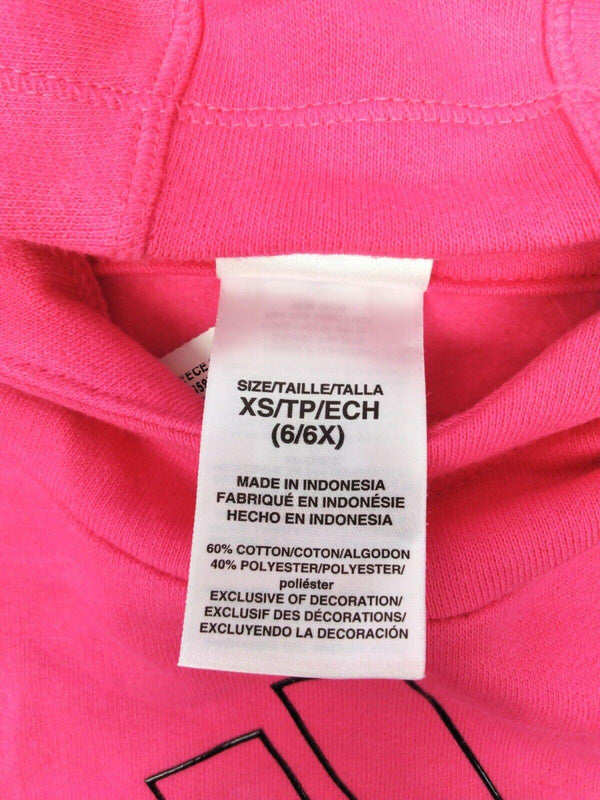 SIZE/TAILLE/TALLA
XS/TP/ECH
(6/6X)
MADE IN INDONESIA
FABRIQUÉ EN INDONÉSIE
HECHO EN INDONESIA
60% COTTON/COTON/ALGODON
40% POLYESTER/POLYESTER/
poliéster
EXCLUSIVE OF DECORATION/
EXCLUSIF DES DÉCORATIONS/
EXCLUYENDO LA DECORACIÓN